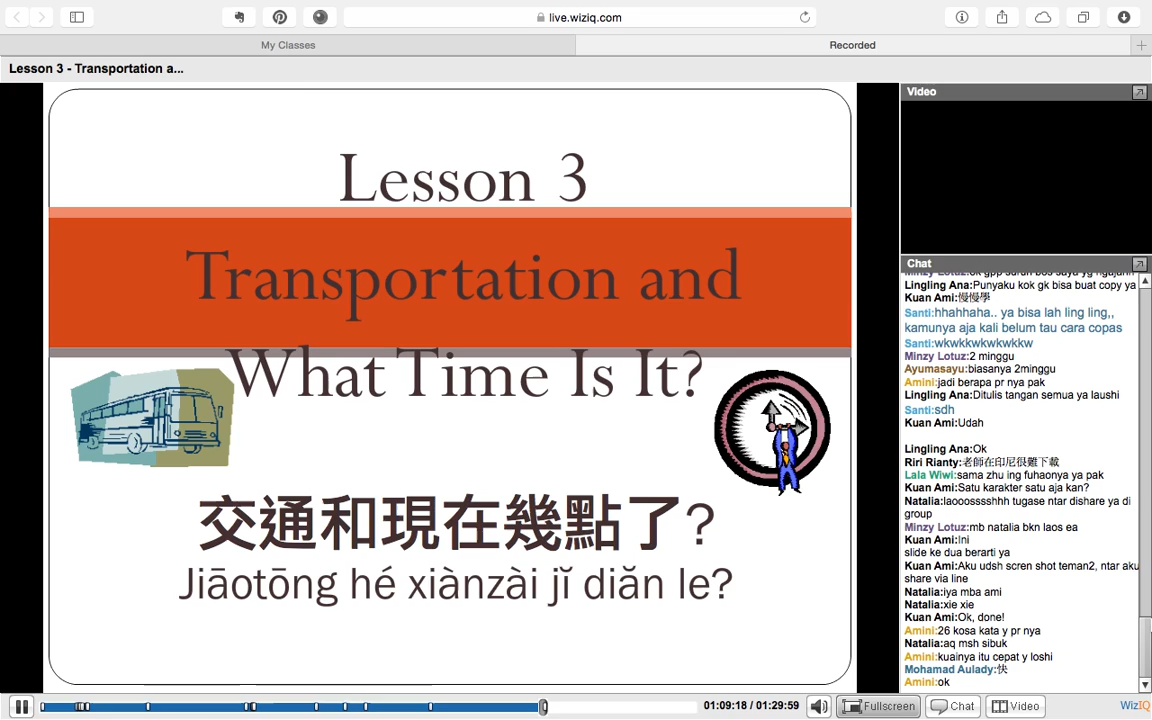 live.wiziq.com
My Classes
Recorded
Lesson 3 - Transportation a...
Lesson 3
Transportation and
What Time Is It?
交通和現在幾點了?
Jiāotōng hé xiànzài jǐ diǎn le?
Video
Chat
Lingling Ana:Punyaku kok gk bisa buat copy ya
Kuan Ami:慢慢學
Santi:hhahhaha.. ya bisa lah ling ling,,
kamunya aja kali belum tau cara copas
Santi:wkwkkwkwkwkkw
Minzy Lotuz:2 minggu
Ayumasayu:biasanya 2minggu
Amini:jadi berapa pr nya pak
Lingling Ana:Ditulis tangan semua ya laushi
Santi:sdh
Kuan Ami:Udah
Lingling Ana:Ok
Riri Rianty:老師在印尼很難下載
Lala Wiwi:sama zhu ing fuhaonya ya pak
Kuan Ami:Satu karakter satu aja kan?
Natalia:laoosssshhh tugase ntar dishare ya di
group
Minzy Lotuz:mb natalia bkn laos ea
Kuan Ami:Ini
slide ke dua berarti ya
Kuan Ami:Aku udsh scren shot teman2, ntar aku
share via line
Natalia:iya mba ami
Natalia:xie xie
Kuan Ami:Ok, done!
Amini:26 kosa kata y pr nya
Natalia:aq msh sibuk
Amini:kuainya itu cepat y loshi
Mohamad Aulady:快
Amini:ok
01:09:18 / 01:29:59
Fullscreen
Chat
Video
WizIQ